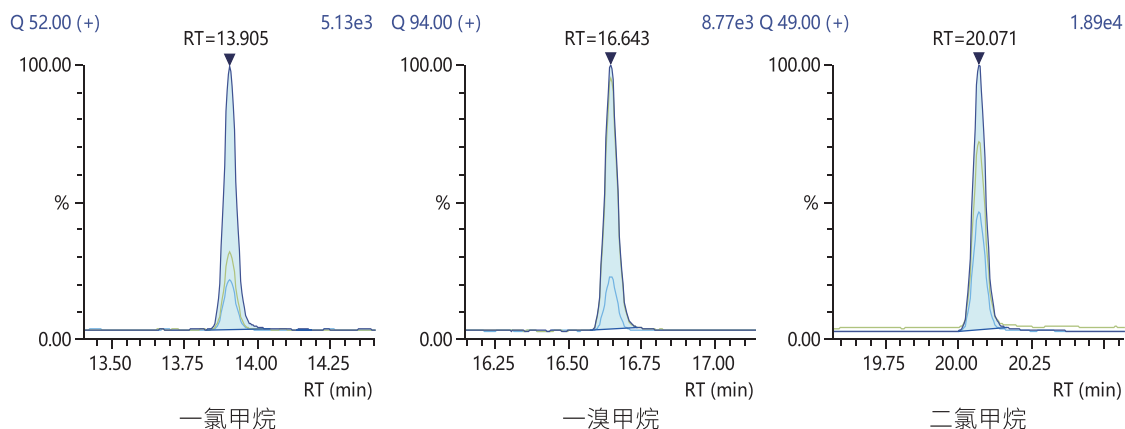 Q 52.00 (+) 5.13e3
RT=13.905
100.00
%
0.00
13.50 13.75 14.00 14.25
RT (min)
一氯甲烷
Q 94.00 (+) 8.77e3
RT=16.643
100.00
%
0.00
16.25 16.50 16.75 17.00
RT (min)
一溴甲烷
Q 49.00 (+) 1.89e4
RT=20.071
100.00
%
0.00
19.75 20.00 20.25
RT (min)
二氯甲烷